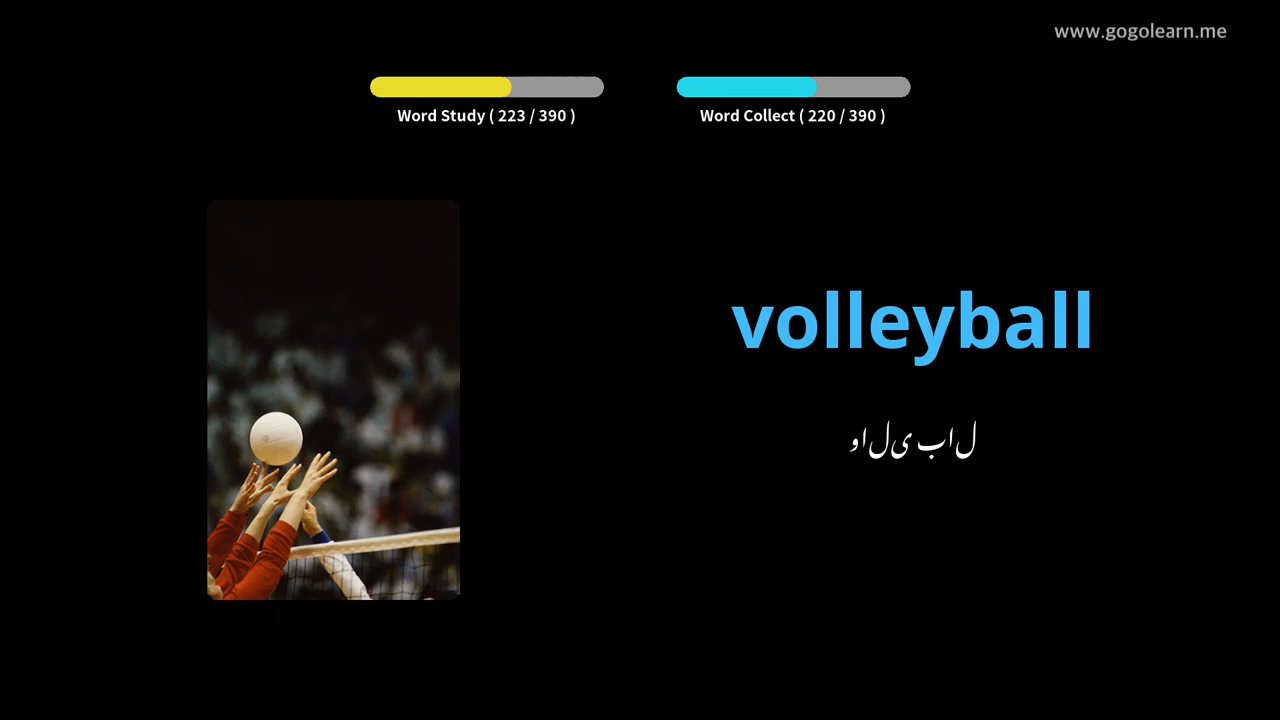 www.gogolearn.me
Word Study ( 223 / 390 )
Word Collect ( 220 / 390 )
volleyball
والی بال